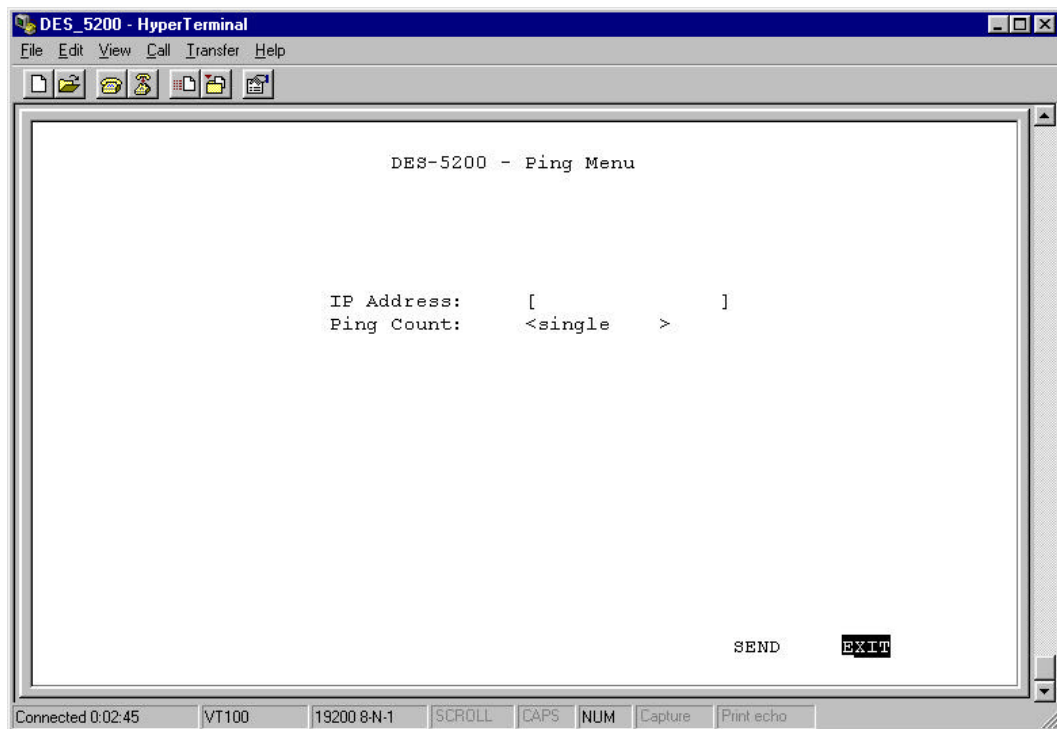 DES_5200 - HyperTerminal
File Edit View Call Transfer Help
DES-5200 - Ping Menu
IP Address: [ ]
Ping Count: <single >
SEND EXIT
Connected 0:02:45 VT100 19200 8-N-1 SCROLL CAPS NUM Capture Print echo